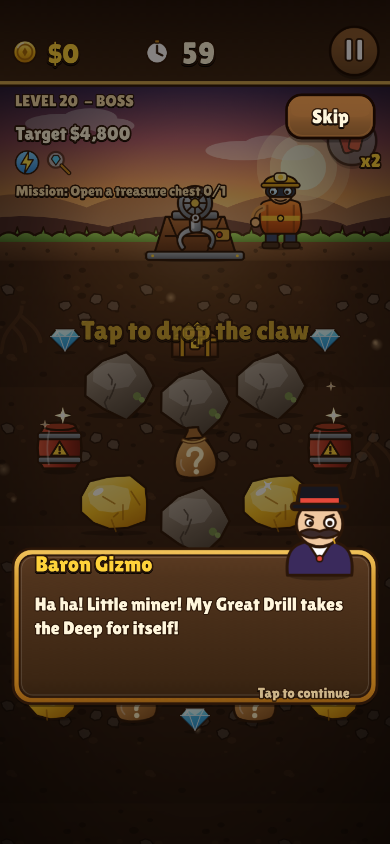 $0
59
LEVEL 20 – BOSS
Skip
Target $4,800
x2
Mission: Open a treasure chest 0/1
Tap to drop the claw
?
Baron Gizmo
Ha ha! Little miner! My Great Drill takes
the Deep for itself!
Tap to continue